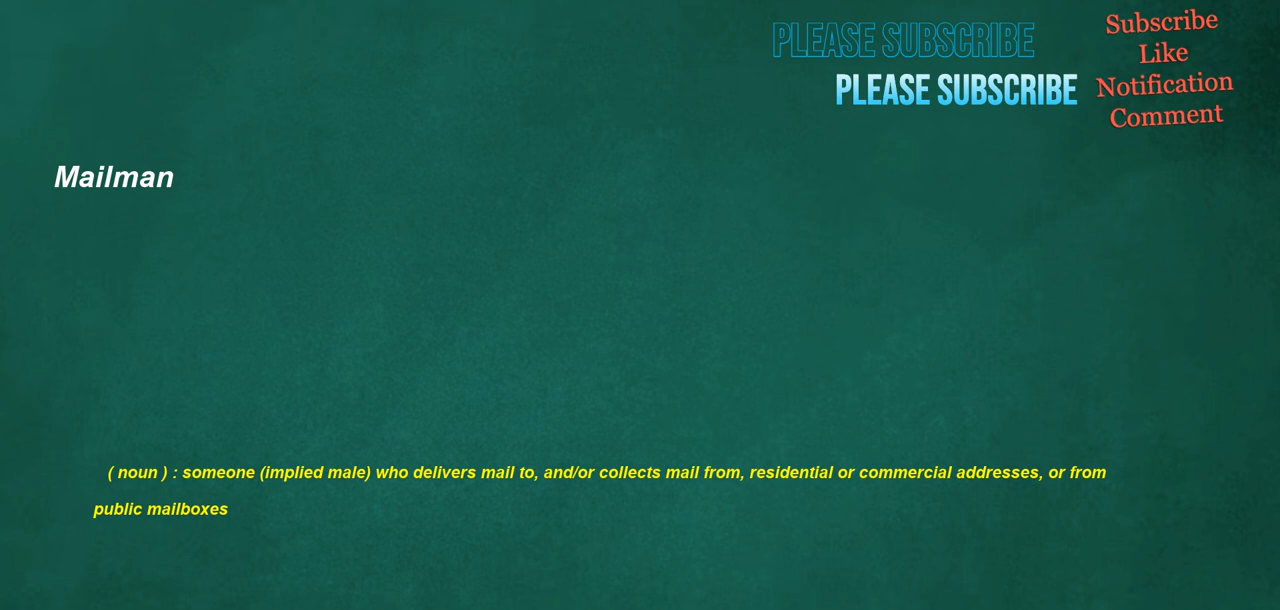 PLEASE SUBSCRIBE
PLEASE SUBSCRIBE
Subscribe
Like
Notification
Comment
Mailman
( noun ) : someone (implied male) who delivers mail to, and/or collects mail from, residential or commercial addresses, or from
public mailboxes